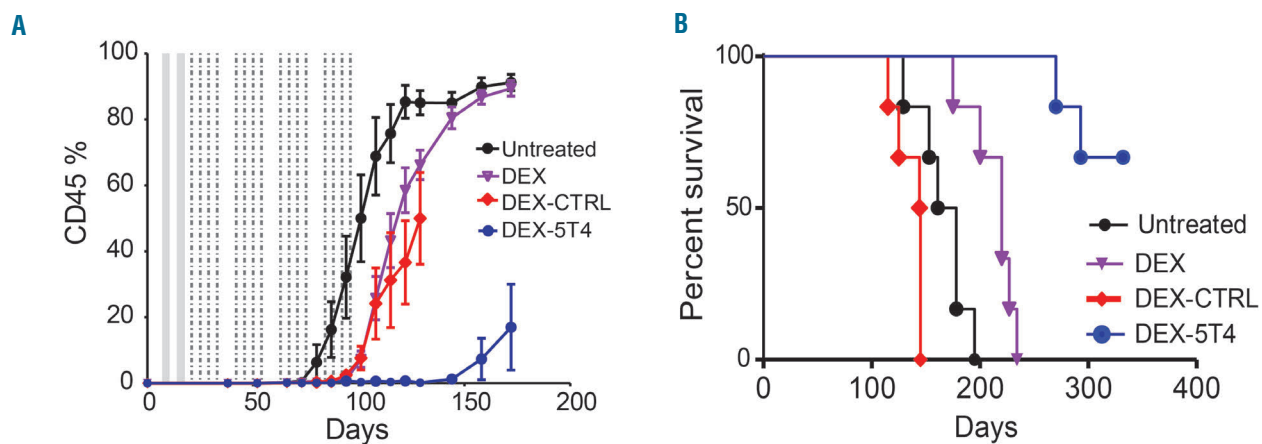 A
CD45 %
100
80
60
40
20
0
0
50
100
150
200
Days
Untreated
DEX
DEX-CTRL
DEX-5T4
B
Percent survival
100
50
0
0
100
200
300
400
Days
Untreated
DEX
DEX-CTRL
DEX-5T4